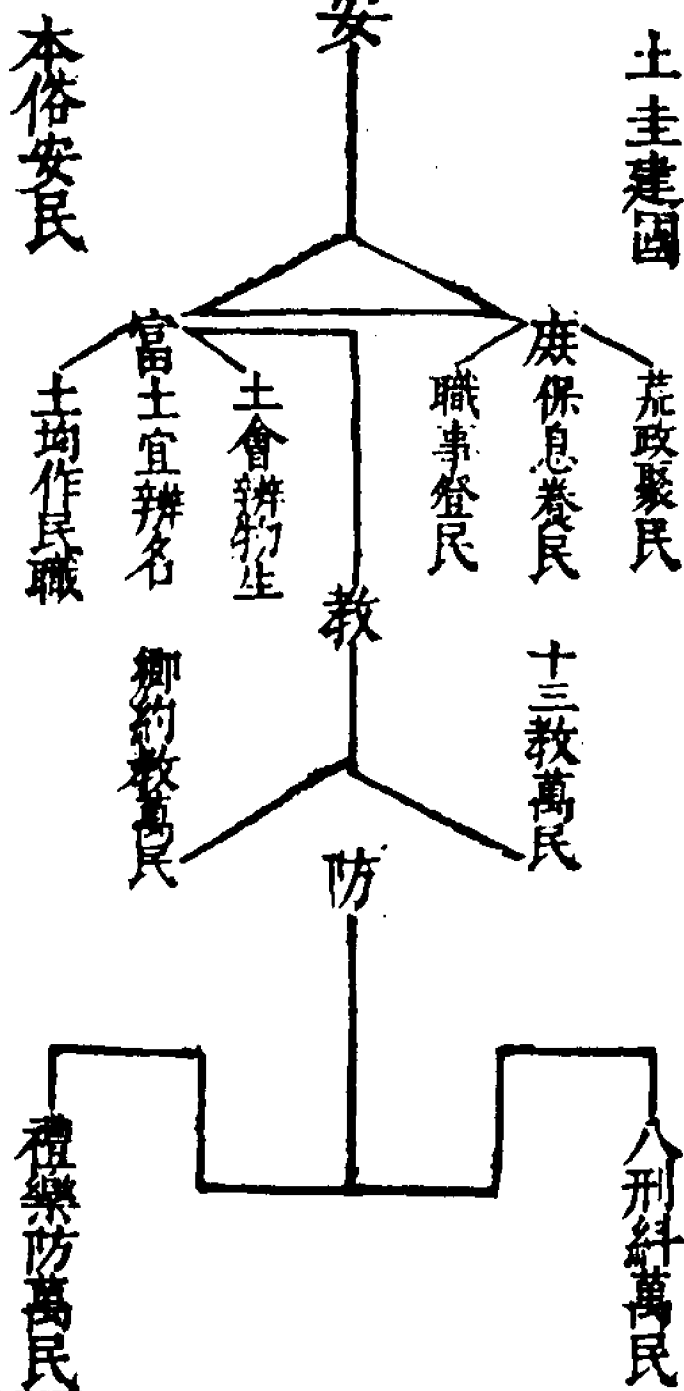 安
土圭建國
本俗安民
庶
荒政聚民
保息養民
職事登民
富
土會辨物生
土宜辨名
土均作民職
教
十三教萬民
鄉約教萬民
防
八刑糾萬民
禮樂防萬民